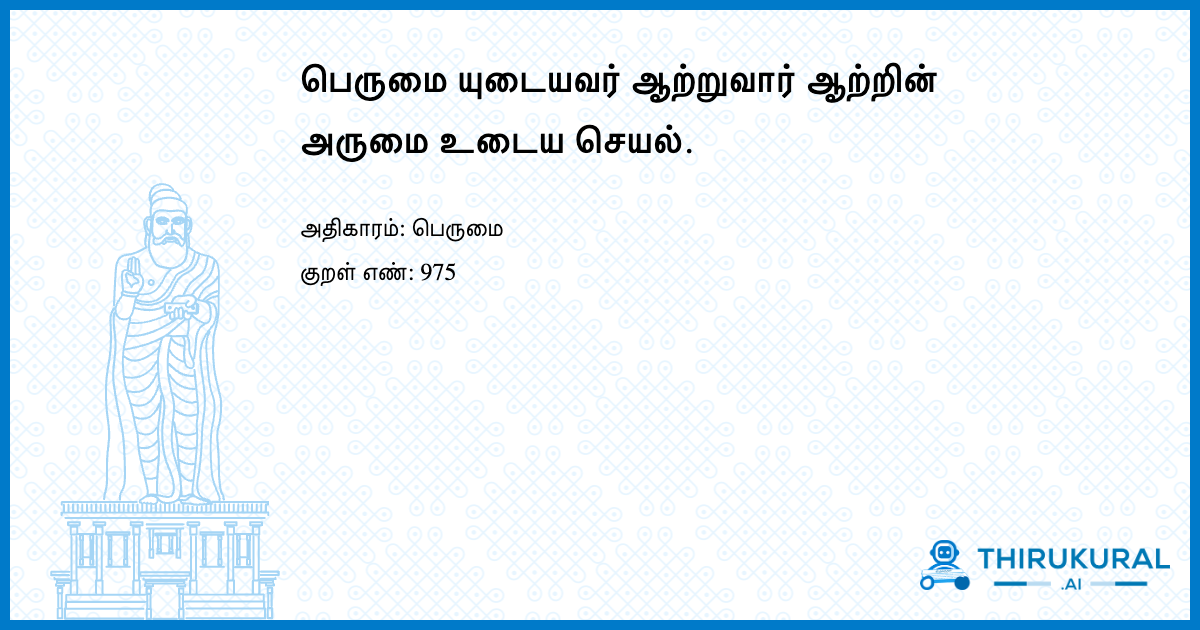 பெருமை யுடையவர் ஆற்றுவார் ஆற்றின்
அருமை உடைய செயல்.
அதிகாரம்: பெருமை
குறள் எண்: 975
THIRUKURAL
.AI